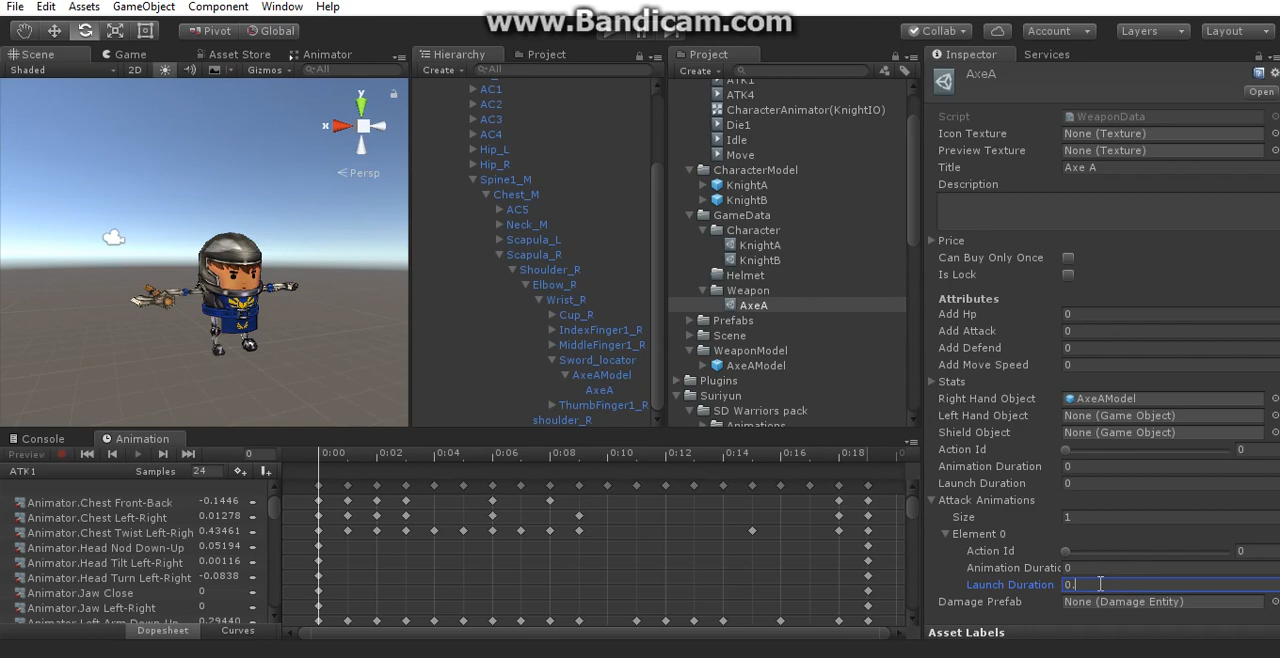 File Edit Assets GameObject Component Window Help
www.Bandicam.com
Pivot Global Collab Account Layers Layout
Scene Game Asset Store Animator
Shaded 2D Gizmos All
y
x
Persp
Hierarchy Project
Create All
AC1
AC2
AC3
AC4
Hip_L
Hip_R
Spine1_M
Chest_M
AC5
Neck_M
Scapula_L
Scapula_R
Shoulder_R
Elbow_R
Wrist_R
Cup_R
IndexFinger1_R
MiddleFinger1_R
Sword_locator
AxeAModel
AxeA
ThumbFinger1_R
shoulder_R
Project
Create
ATK1
ATK4
CharacterAnimator(KnightIO)
Die1
Idle
Move
CharacterModel
KnightA
KnightB
GameData
Character
KnightA
KnightB
Helmet
Weapon
AxeA
Prefabs
Scene
WeaponModel
AxeAModel
Plugins
Suriyun
SD Warriors pack
Animations
Inspector Services
AxeA
Open
Script WeaponData
Icon Texture None (Texture)
Preview Texture None (Texture)
Title Axe A
Description
Price
Can Buy Only Once
Is Lock
Attributes
Add Hp 0
Add Attack 0
Add Defend 0
Add Move Speed 0
Stats
Right Hand Object AxeAModel
Left Hand Object None (Game Object)
Shield Object None (Game Object)
Action Id 0
Animation Duration 0
Launch Duration 0
Attack Animations
Size 1
Element 0
Action Id 0
Animation Duratic 0
Launch Duration 0.
Damage Prefab None (Damage Entity)
Asset Labels
Console Animation
Preview 0 0:00 0:02 0:04 0:06 0:08 0:10 0:12 0:14 0:16 0:18
ATK1 Samples 24
Animator.Chest Front-Back -0.1446
Animator.Chest Left-Right 0.01278
Animator.Chest Twist Left-Righ 0.43461
Animator.Head Nod Down-Up 0.05194
Animator.Head Tilt Left-Right 0.00116
Animator.Head Turn Left-Right -0.0838
Animator.Jaw Close 0
Animator.Jaw Left-Right 0
Animator.Left Arm Down-Up 0.29440
Dopesheet Curves